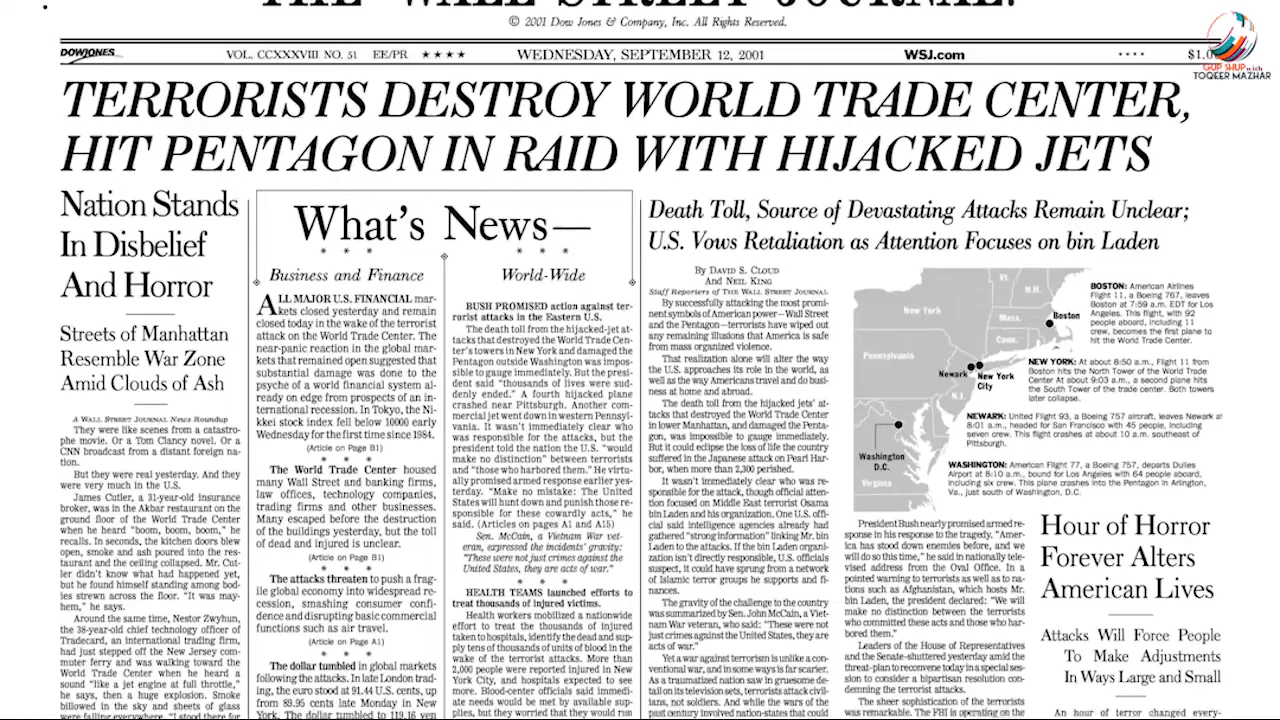 THE WALL STREET JOURNAL.
© 2001 Dow Jones & Company, Inc. All Rights Reserved.
DOWJONES
VOL. CCXXXVIII NO. 51 EE/PR ★★★★
WEDNESDAY, SEPTEMBER 12, 2001
WSJ.com
* * * *
GUP SHUP with
TOQEER MAZHAR
TERRORISTS DESTROY WORLD TRADE CENTER,
HIT PENTAGON IN RAID WITH HIJACKED JETS
Nation Stands
In Disbelief
And Horror
Streets of Manhattan
Resemble War Zone
Amid Clouds of Ash
A WALL STREET JOURNAL News Roundup
They were like scenes from a catastro-
phe movie. Or a Tom Clancy novel. Or a
CNN broadcast from a distant foreign na-
tion.
But they were real yesterday. And they
were very much in the U.S.
James Cutler, a 31-year-old insurance
broker, was in the Akbar restaurant on the
ground floor of the World Trade Center
when he heard "boom, boom, boom," he
recalls. In seconds, the kitchen doors blew
open, smoke and ash poured into the res-
taurant and the ceiling collapsed. Mr. Cut-
ler didn't know what had happened yet,
but he found himself standing among bod-
ies strewn across the floor. "It was may-
hem," he says.
Around the same time, Nestor Zwyhun,
the 38-year-old chief technology officer of
Tradecard, an international trading firm,
had just stepped off the New Jersey com-
muter ferry and was walking toward the
World Trade Center when he heard a
sound "like a jet engine at full throttle,"
he says, then a huge explosion. Smoke
billowed in the sky and sheets of glass
were falling everywhere. "I stood there for
What's News—
* * *
* * *
Business and Finance
ALL MAJOR U.S. FINANCIAL mar-
kets closed yesterday and remain
closed today in the wake of the terrorist
attack on the World Trade Center. The
near-panic reaction in the global mar-
kets that remained open suggested that
substantial damage was done to the
psyche of a world financial system al-
ready on edge from prospects of an in-
ternational recession. In Tokyo, the Ni-
kkei stock index fell below 10000 early
Wednesday for the first time since 1984.
(Article on Page B1)
* * *
The World Trade Center housed
many Wall Street and banking firms,
law offices, technology companies,
trading firms and other businesses.
Many escaped before the destruction
of the buildings yesterday, but the toll
of dead and injured is unclear.
(Article on Page B1)
* * * *
The attacks threaten to push a frag-
ile global economy into widespread re-
cession, smashing consumer confi-
dence and disrupting basic commercial
functions such as air travel.
(Article on Page A1)
* * *
The dollar tumbled in global markets
following the attacks. In late London trad-
ing, the euro stood at 91.44 U.S. cents, up
from 89.95 cents late Monday in New
York. The dollar tumbled to 119.16 yen
World-Wide
BUSH PROMISED action against ter-
rorist attacks in the Eastern U.S.
The death toll from the hijacked-jet at-
tacks that destroyed the World Trade Cen-
ter's towers in New York and damaged the
Pentagon outside Washington was impos-
sible to gauge immediately. But the presi-
dent said "thousands of lives were sud-
denly ended." A fourth hijacked plane
crashed near Pittsburgh. Another com-
mercial jet went down in western Pennsyl-
vania. It wasn't immediately clear who
was responsible for the attacks, but the
president told the nation the U.S. "would
make no distinction" between terrorists
and "those who harbored them." He virtu-
ally promised armed response earlier yes-
terday. "Make no mistake: The United
States will hunt down and punish those re-
sponsible for these cowardly acts," he
said. (Articles on pages A1 and A15)
Sen. McCain, a Vietnam War vet-
eran, expressed the incidents' gravity:
"These were not just crimes against the
United States, they are acts of war."
* * *
HEALTH TEAMS launched efforts to
treat thousands of injured victims.
Health workers mobilized a nationwide
effort to treat the thousands of injured
taken to hospitals, identify the dead and sup-
ply tens of thousands of units of blood in the
wake of the terrorist attacks. More than
2,000 people were reported injured in New
York City, and hospitals expected to see
more. Blood-center officials said immedi-
ate needs would be met by available sup-
plies, but they worried that they would run
Death Toll, Source of Devastating Attacks Remain Unclear;
U.S. Vows Retaliation as Attention Focuses on bin Laden
By DAVID S. CLOUD
And NEIL KING
Staff Reporters of THE WALL STREET JOURNAL
By successfully attacking the most promi-
nent symbols of American power—Wall Street
and the Pentagon—terrorists have wiped out
any remaining illusions that America is safe
from mass organized violence.
That realization alone will alter the way
the U.S. approaches its role in the world, as
well as the way Americans travel and do busi-
ness at home and abroad.
The death toll from the hijacked jets' at-
tacks that destroyed the World Trade Center
in lower Manhattan, and damaged the Penta-
gon, was impossible to gauge immediately.
But it could eclipse the loss of life the country
suffered in the Japanese attack on Pearl Har-
bor, when more than 2,300 perished.
It wasn't immediately clear who was re-
sponsible for the attack, though official atten-
tion focused on Middle East terrorist Osama
bin Laden and his organization. One U.S. offi-
cial said intelligence agencies already had
gathered "strong information" linking Mr. bin
Laden to the attacks. If the bin Laden organi-
zation isn't directly responsible, U.S. officials
suspect, it could have sprung from a network
of Islamic terror groups he supports and fi-
nances.
The gravity of the challenge to the country
was summarized by Sen. John McCain, a Viet-
nam War veteran, who said: "These were not
just crimes against the United States, they are
acts of war."
Yet a war against terrorism is unlike a con-
ventional war, and in some ways is far scarier.
As a traumatized nation saw in gruesome de-
tail on its television sets, terrorists attack civil-
ians, not soldiers. And while the wars of the
past century involved nation-states that could
New York
Vt.
N.H.
Mass.
Conn.
Boston
Pennsylvania
Newark
New York
City
N.J.
Washington
D.C.
Virginia
BOSTON: American Airlines
Flight 11, a Boeing 767, leaves
Boston at 7:59 a.m. EDT for Los
Angeles. This flight, with 92
people aboard, including 11
crew, becomes the first plane to
hit the World Trade Center.
NEW YORK: At about 8:50 a.m., Flight 11 from
Boston hits the North Tower of the World Trade
Center At about 9:03 a.m., a second plane hits
the South Tower of the trade center. Both towers
later collapse.
NEWARK: United Flight 93, a Boeing 757 aircraft, leaves Newark at
8:01 a.m., headed for San Francisco with 45 people, including
seven crew. This flight crashes at about 10 a.m. southeast of
Pittsburgh.
WASHINGTON: American Flight 77, a Boeing 757, departs Dulles
Airport at 8:10 a.m., bound for Los Angeles with 64 people aboard,
including six crew. This plane crashes into the Pentagon in Arlington,
Va., just south of Washington, D.C.
President Bush nearly promised armed re-
sponse in his response to the tragedy. "Amer-
ica has stood down enemies before, and we
will do so this time," he said in nationally tele-
vised address from the Oval Office. In a
pointed warning to terrorists as well as to na-
tions such as Afghanistan, which hosts Mr.
bin Laden, the president declared: "We will
make no distinction between the terrorists
who committed these acts and those who har-
bored them."
Leaders of the House of Representatives
and the Senate-shuttered yesterday amid the
threat-plan to reconvene today in a special ses-
sion to consider a bipartisan resolution con-
demning the terrorist attacks.
The sheer sophistication of the terrorists
was remarkable. The FBI is operating on the
Hour of Horror
Forever Alters
American Lives
Attacks Will Force People
To Make Adjustments
In Ways Large and Small
An hour of terror changed every-